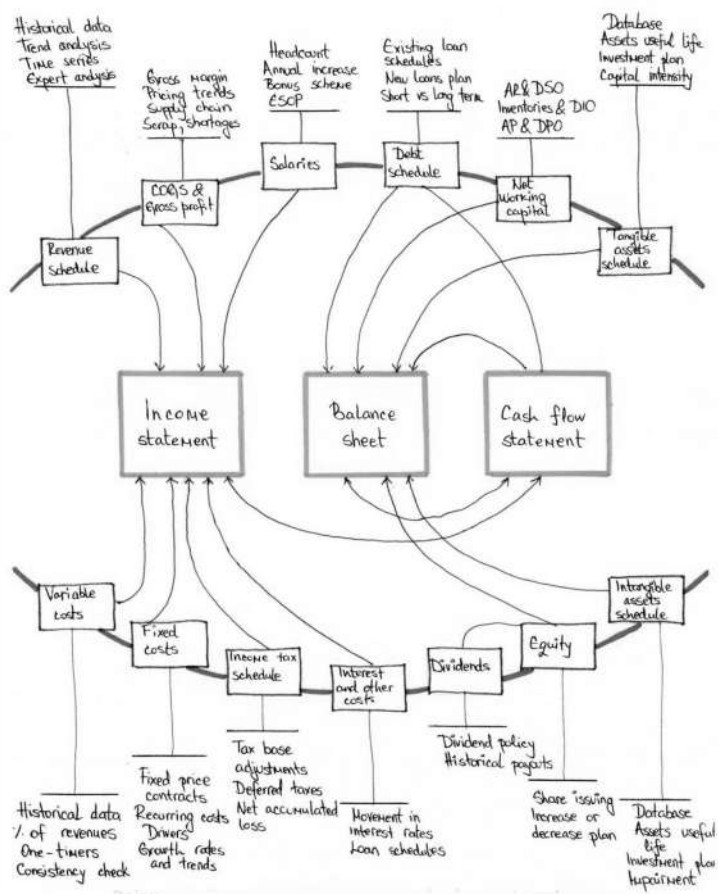 Historical data
Trend analysis
Time series
Expert analysis
Gross Margin
Pricing trends
Supply chain
Scrap, shortages
Headcount
Annual increase
Bonus scheme
ESOP
Existing loan
schedules
New loans plan
Short vs long term
AR & DSO
Inventories & DIO
AP & DPO
Database
Assets useful life
Investment plan
Capital intensity
Revenue
schedule
COGS &
Gross profit
Salaries
Debt
schedule
Net
Working
capital
Tangible
assets
schedule
Income
statement
Balance
sheet
Cash flow
statement
Variable
costs
Fixed
costs
Income tax
schedule
Interest
and other
costs
Dividends
Equity
Intangible
assets
schedule
Historical data
% of revenues
One-timers
Consistency check
Fixed price
contracts
Recurring costs
Drivers
Growth rates
and trends
Tax base
adjustments
Deferred taxes
Net accumulated
loss
Movement in
interest rates
Loan schedules
Dividend policy
Historical payouts
Share issuing
Increase or
decrease plan
Database
Assets useful
life
Investment plan
Impairment